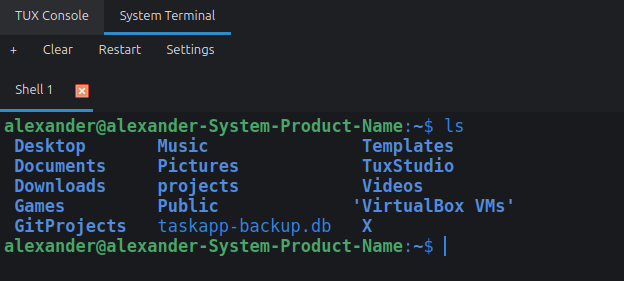 TUX Console System Terminal
+ Clear Restart Settings
Shell 1
alexander@alexander-System-Product-Name:~$ ls
Desktop Music Templates
Documents Pictures TuxStudio
Downloads projects Videos
Games Public 'VirtualBox VMs'
GitProjects taskapp-backup.db X
alexander@alexander-System-Product-Name:~$